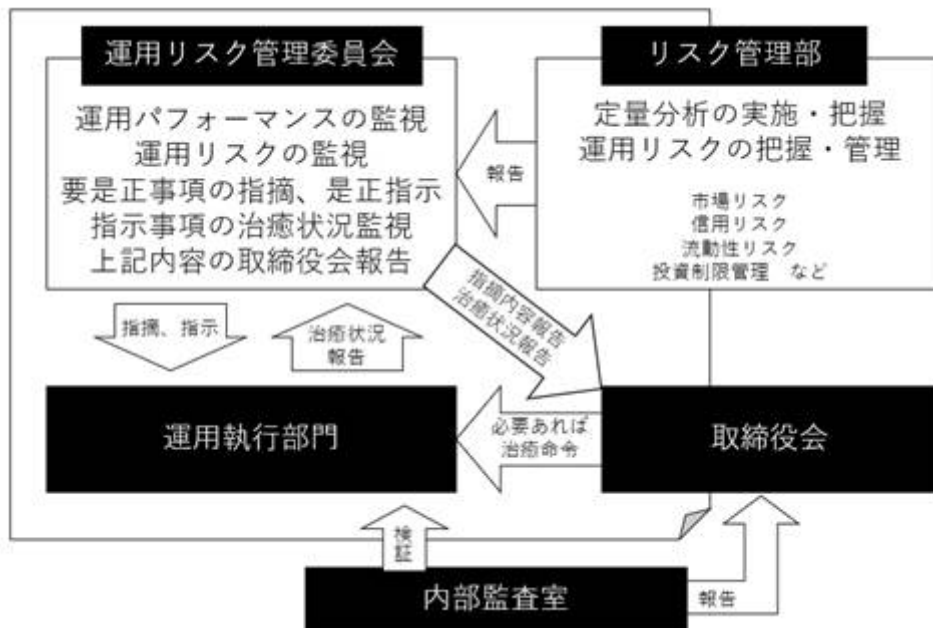 運用リスク管理委員会
運用パフォーマンスの監視
運用リスクの監視
要是正事項の指摘、是正指示
指示事項の治癒状況監視
上記内容の取締役会報告
リスク管理部
定量分析の実施・把握
運用リスクの把握・管理
市場リスク
信用リスク
流動性リスク
投資制限管理　など
報告
指摘、指示
治癒状況
報告
指摘内容報告
治癒状況報告
運用執行部門
必要あれば
治癒命令
取締役会
検証
内部監査室
報告